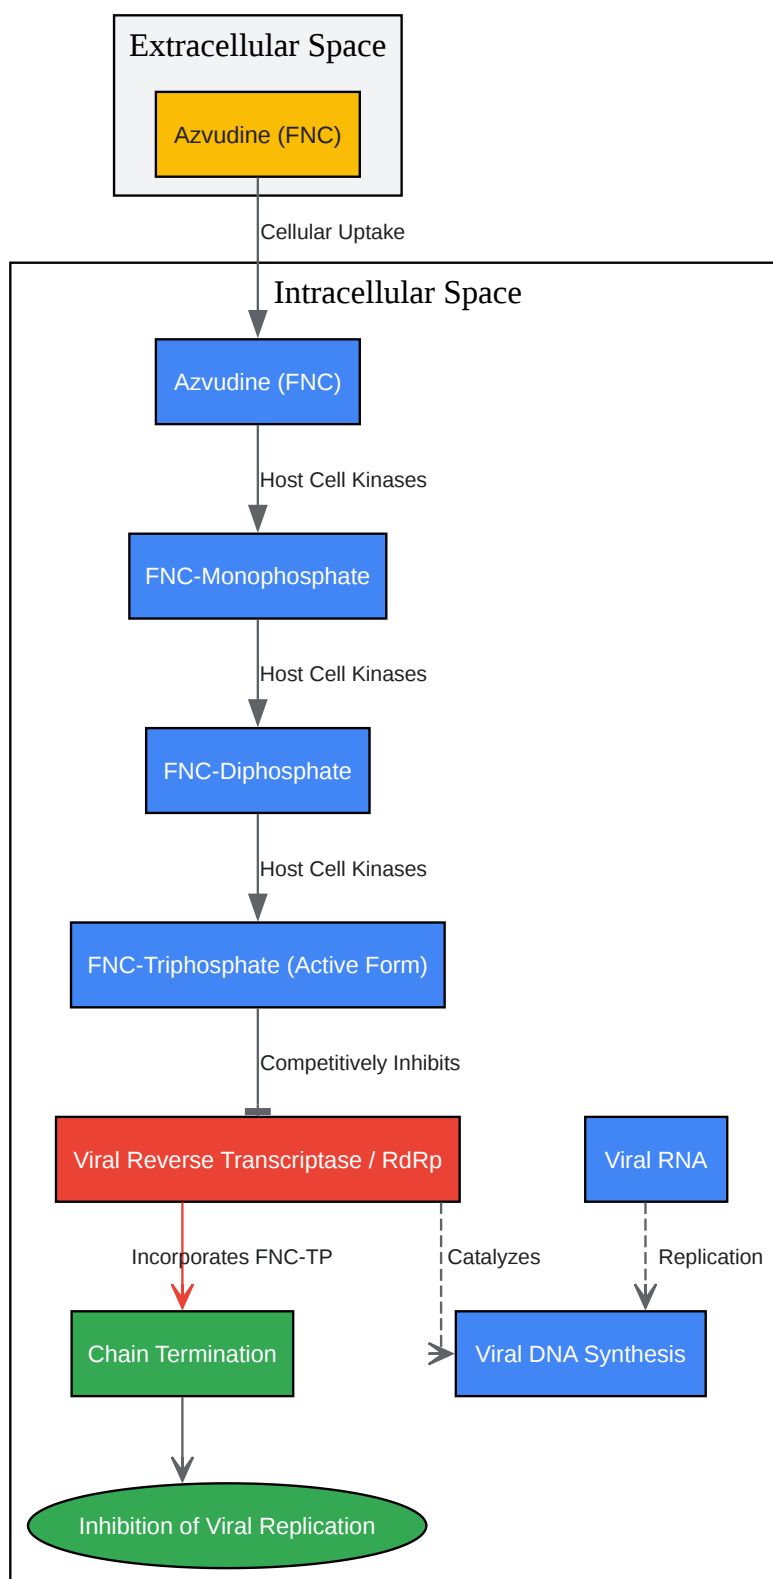 Extracellular Space
Azvudine (FNC)
Cellular Uptake
Intracellular Space
Azvudine (FNC)
Host Cell Kinases
FNC-Monophosphate
Host Cell Kinases
FNC-Diphosphate
Host Cell Kinases
FNC-Triphosphate (Active Form)
Competitively Inhibits
Viral Reverse Transcriptase / RdRp
Viral RNA
Incorporates FNC-TP
Catalyzes
Replication
Chain Termination
Viral DNA Synthesis
Inhibition of Viral Replication